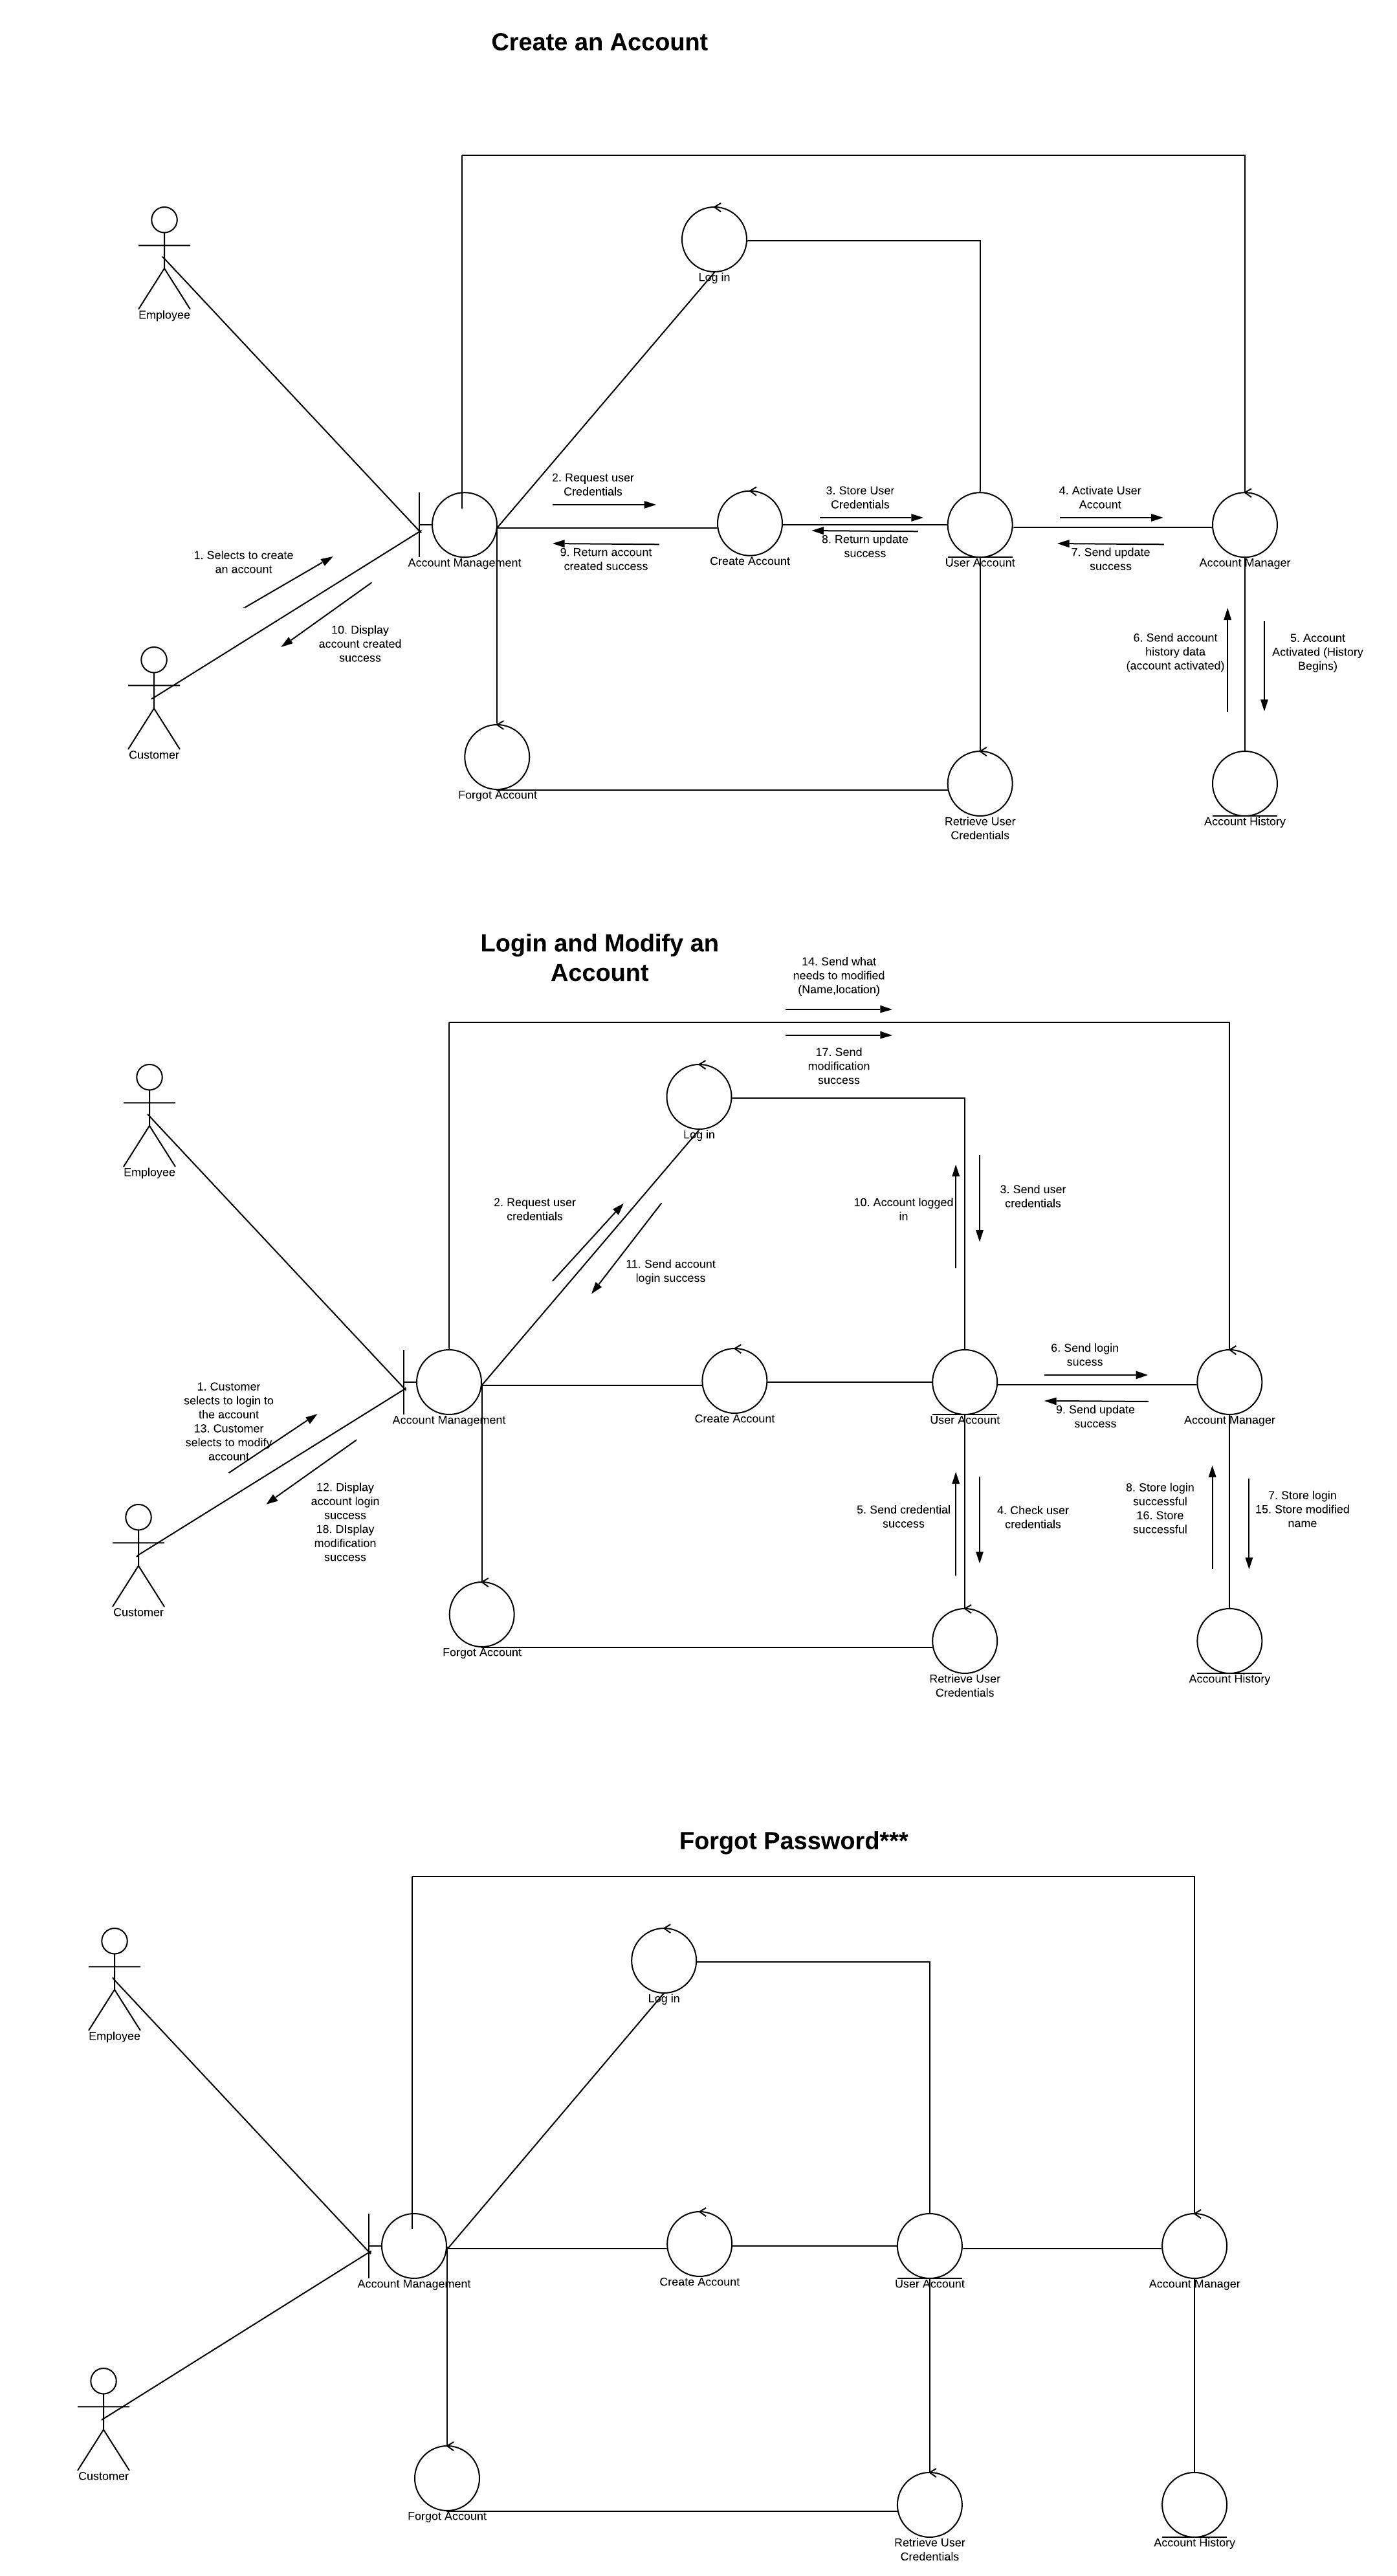 Create an Account
Log in
Employee
2. Request user
Credentials
3. Store User
Credentials
4. Activate User
Account
1. Selects to create
an account
Account Management
9. Return account
created success
Create Account
8. Return update
success
User Account
7. Send update
success
Account Manager
10. Display
account created
success
6. Send account
history data
(account activated)
5. Account
Activated (History
Begins)
Customer
Forgot Account
Retrieve User
Credentials
Account History
Login and Modify an
Account
14. Send what
needs to modified
(Name,location)
17. Send
modification
success
Log in
Employee
2. Request user
credentials
10. Account logged
in
3. Send user
credentials
11. Send account
login success
6. Send login
sucess
1. Customer
selects to login to
the account
13. Customer
selects to modify
account
Account Management
Create Account
User Account
9. Send update
success
Account Manager
12. Display
account login
success
18. DIsplay
modification
success
5. Send credential
success
4. Check user
credentials
8. Store login
successful
16. Store
successful
7. Store login
15. Store modified
name
Customer
Forgot Account
Retrieve User
Credentials
Account History
Forgot Password***
Log in
Employee
Account Management
Create Account
User Account
Account Manager
Customer
Forgot Account
Retrieve User
Credentials
Account History